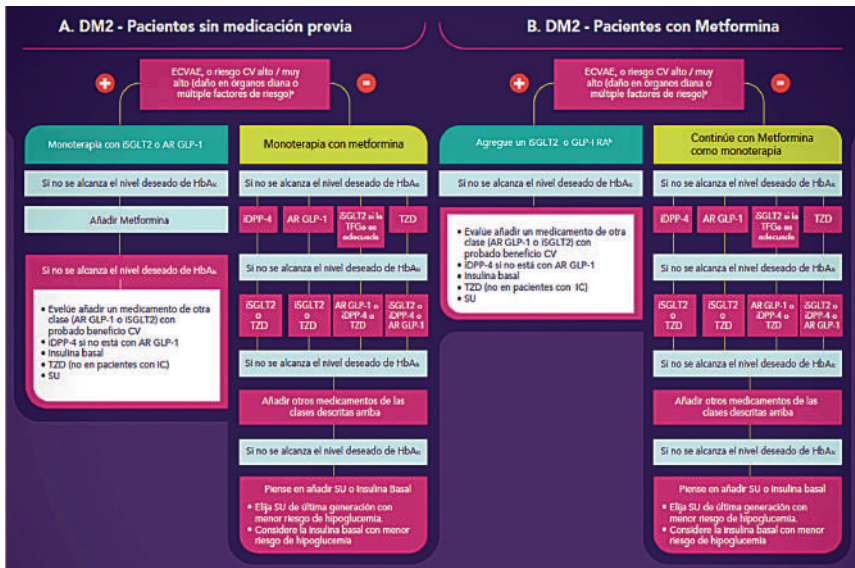 A. DM2 - Pacientes sin medicación previa
ECVAE, o riesgo CV alto / muy
alto (daño en órganos diana o
múltiple factores de riesgo)ª
Monoterapia con iSGLT2 o AR GLP-1
Si no se alcanza el nivel deseado de HbA₁c
Añadir Metformina
Si no se alcanza el nivel deseado de HbA₁c
• Evelúe añadir un medicamento de otra
clase (AR GLP-1 o iSGLT2) con
probado beneficio CV
• iDPP-4 si no está con AR GLP-1
• Insulina basal
• TZD (no en pacientes con IC)
• SU
Monoterapia con metformina
Si no se alcanza el nivel deseado de HbA₁c
iDPP-4
AR GLP-1
iSGLT2 si la
TFGe es
adecuada
TZD
Si no se alcanza el nivel deseado de HbA₁c
iSGLT2
o
TZD
iSGLT2
o
TZD
AR GLP-1 o
iDPP-4 o
TZD
iSGLT2 o
iDPP-4 o
AR GLP-1
Si no se alcanza el nivel deseado de HbA₁c
Añadir otros medicamentos de las
clases descritas arriba
Si no se alcanza el nivel deseado de HbA₁c
Piense en añadir SU o Insulina Basal
• Elija SU de última generación con
menor riesgo de hipoglucemia.
• Considere la insulina basal con menor
riesgo de hipoglucemia
B. DM2 - Pacientes con Metformina
ECVAE, o riesgo CV alto / muy
alto (daño en órganos diana o
múltiple factores de riesgo)ª
Agregue un iSGLT2 o GLP-1 RAᵇ
Si no se alcanza el nivel deseado de HbA₁c
• Evalúe añadir un medicamento de otra
clase (AR GLP-1 o iSGLT2) con
probado beneficio CV
• iDPP-4 si no está con AR GLP-1
• Insulina basal
• TZD (no en pacientes con IC)
• SU
Continúe con Metformina
como monoterapia
Si no se alcanza el nivel deseado de HbA₁c
iDPP-4
AR GLP-1
iSGLT2 si la
TFGe es
adecuada
TZD
Si no se alcanza el nivel deseado de HbA₁c
iSGLT2
o
TZD
iSGLT2
o
TZD
AR GLP-1 o
iDPP-4 o
TZD
iSGLT2 o
iDPP-4 o
AR GLP-1
Si no se alcanza el nivel deseado de HbA₁c
Añadir otros medicamentos de las
clases descritas arriba
Si no se alcanza el nivel deseado de HbA₁c
Piense en añadir SU o Insulina basal
• Elija SU de última generación con
menor riesgo de hipoglucemia.
• Considere la insulina basal con menor
riesgo de hipoglucemia